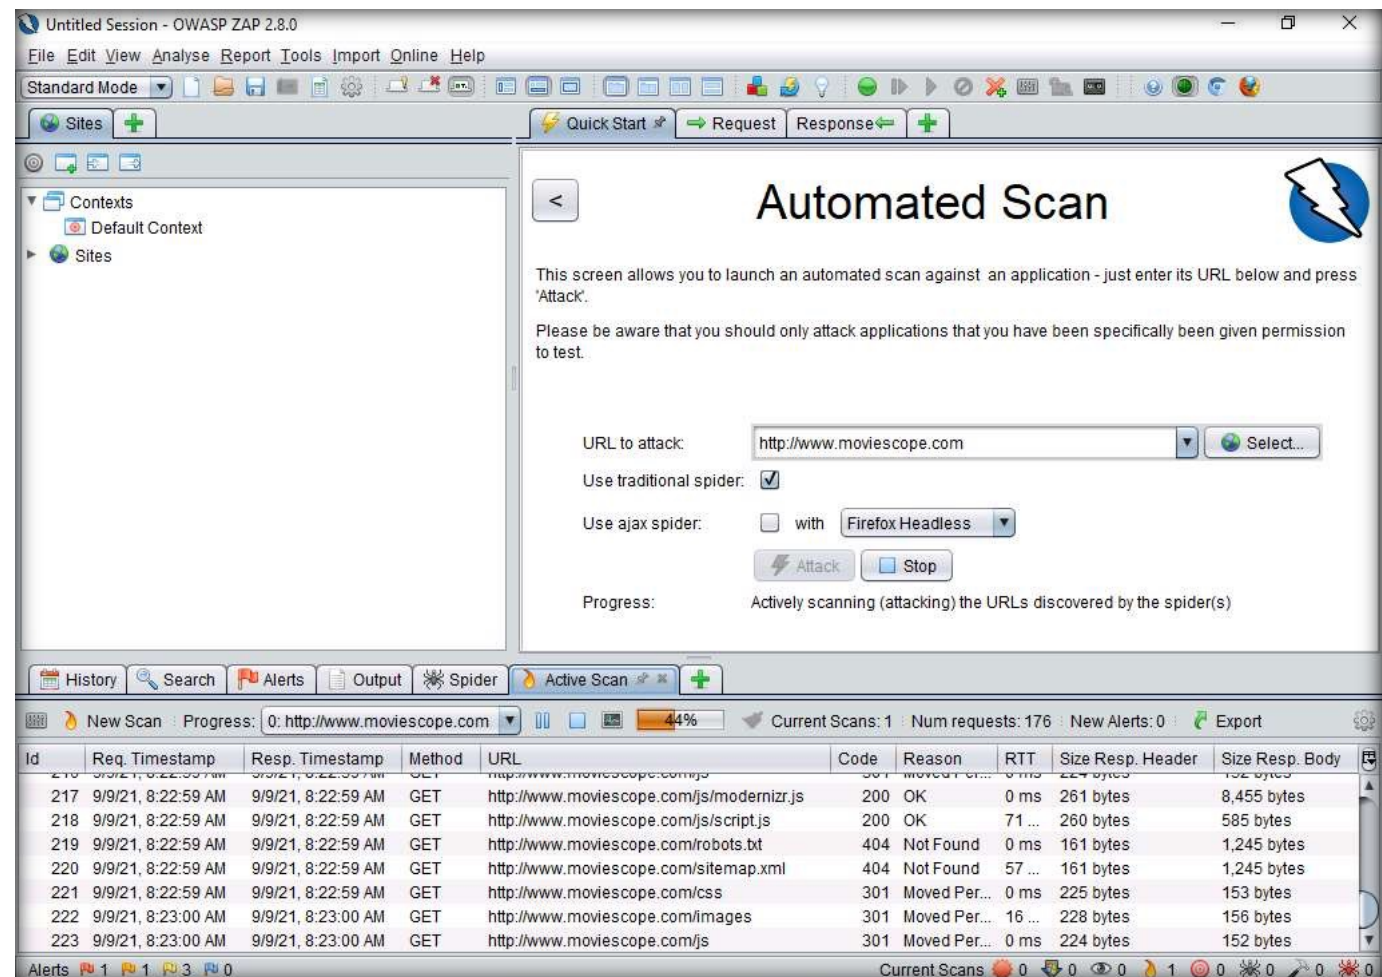 Untitled Session - OWASP ZAP 2.8.0
File Edit View Analyse Report Tools Import Online Help
Standard Mode
Sites
Quick Start
Request
Response
Contexts
Default Context
Sites
<
Automated Scan
This screen allows you to launch an automated scan against an application - just enter its URL below and press
'Attack'.
Please be aware that you should only attack applications that you have been specifically been given permission
to test.
URL to attack: http://www.moviescope.com Select...
Use traditional spider:
Use ajax spider: with Firefox Headless
Attack Stop
Progress: Actively scanning (attacking) the URLs discovered by the spider(s)
History Search Alerts Output Spider Active Scan
New Scan Progress: 0: http://www.moviescope.com 44% Current Scans: 1 Num requests: 176 New Alerts: 0 Export
Id Req. Timestamp Resp. Timestamp Method URL Code Reason RTT Size Resp. Header Size Resp. Body
217 9/9/21, 8:22:59 AM 9/9/21, 8:22:59 AM GET http://www.moviescope.com/js/modernizr.js 200 OK 0 ms 261 bytes 8,455 bytes
218 9/9/21, 8:22:59 AM 9/9/21, 8:22:59 AM GET http://www.moviescope.com/js/script.js 200 OK 71 ... 260 bytes 585 bytes
219 9/9/21, 8:22:59 AM 9/9/21, 8:22:59 AM GET http://www.moviescope.com/robots.txt 404 Not Found 0 ms 161 bytes 1,245 bytes
220 9/9/21, 8:22:59 AM 9/9/21, 8:22:59 AM GET http://www.moviescope.com/sitemap.xml 404 Not Found 57 ... 161 bytes 1,245 bytes
221 9/9/21, 8:22:59 AM 9/9/21, 8:22:59 AM GET http://www.moviescope.com/css 301 Moved Per... 0 ms 225 bytes 153 bytes
222 9/9/21, 8:23:00 AM 9/9/21, 8:23:00 AM GET http://www.moviescope.com/images 301 Moved Per... 16 ... 228 bytes 156 bytes
223 9/9/21, 8:23:00 AM 9/9/21, 8:23:00 AM GET http://www.moviescope.com/js 301 Moved Per... 0 ms 224 bytes 152 bytes
Alerts 1 1 3 0 Current Scans 0 0 0 1 0 0 0 0